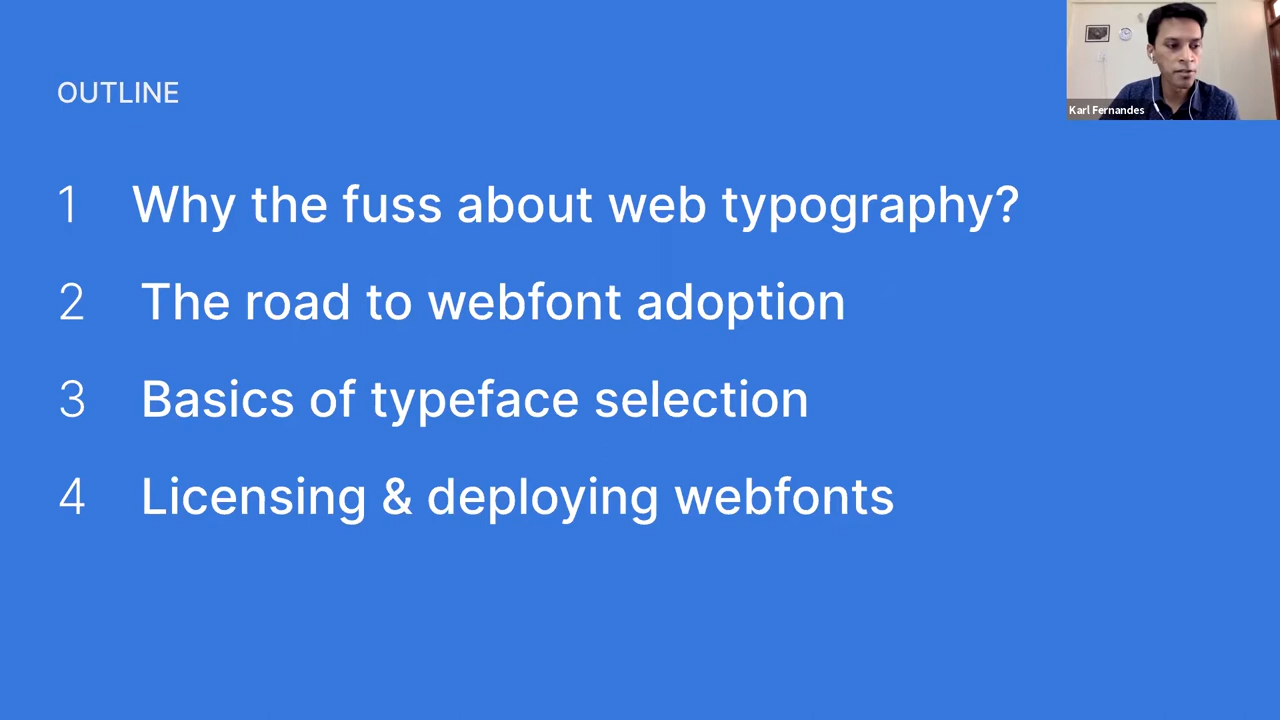 OUTLINE
1 Why the fuss about web typography?
2 The road to webfont adoption
3 Basics of typeface selection
4 Licensing & deploying webfonts
Karl Fernandes